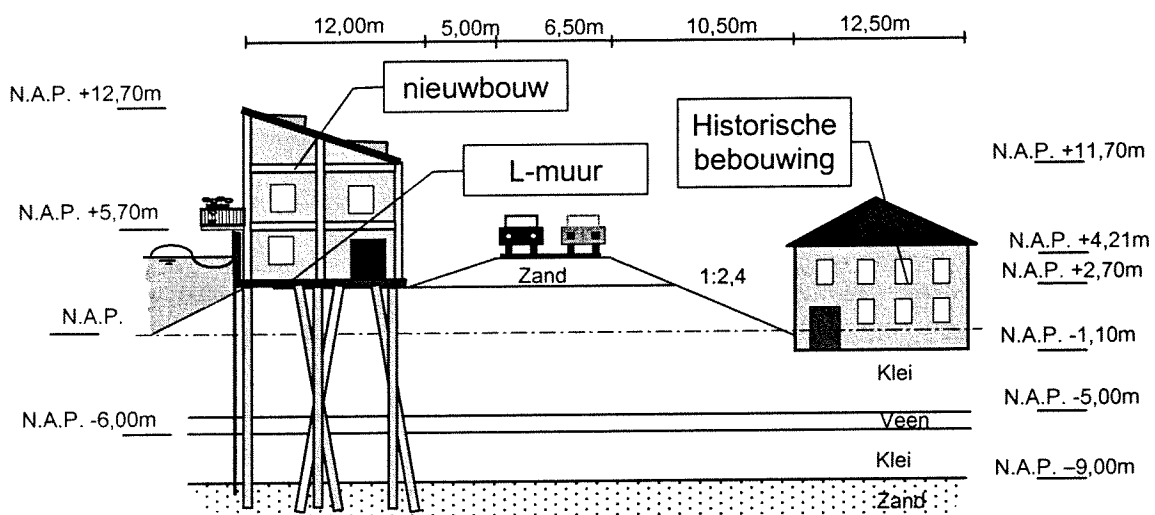 12,00m 5,00m 6,50m 10,50m 12,50m
N.A.P. +12,70m
nieuwbouw
Historische
bebouwing
N.A.P. +11,70m
L-muur
N.A.P. +5,70m
N.A.P. +4,21m
Zand
1:2,4
N.A.P. +2,70m
N.A.P.
N.A.P. -1,10m
Klei
N.A.P. -5,00m
N.A.P. -6,00m
Veen
Klei
N.A.P. –9,00m
Zand